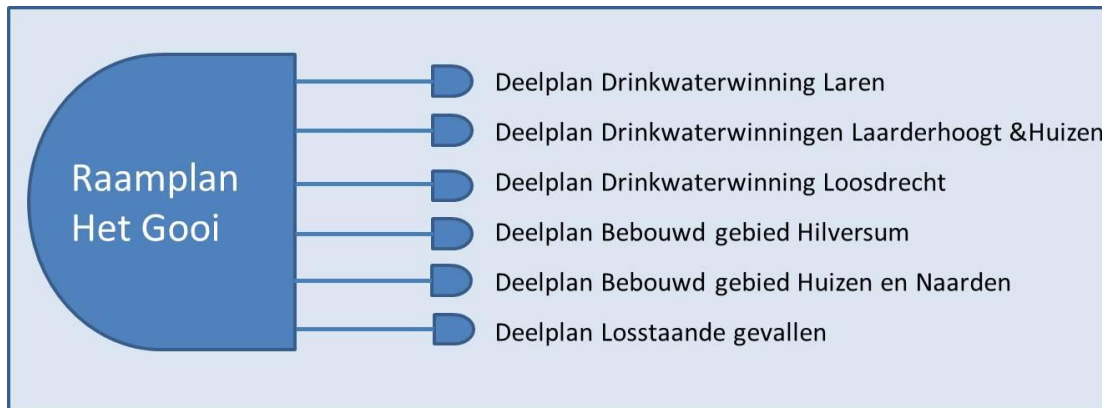 Raamplan
Het Gooi
Deelplan Drinkwaterwinning Laren
Deelplan Drinkwaterwinningen Laarderhoogt &Huizen
Deelplan Drinkwaterwinning Loosdrecht
Deelplan Bebouwd gebied Hilversum
Deelplan Bebouwd gebied Huizen en Naarden
Deelplan Losstaande gevallen